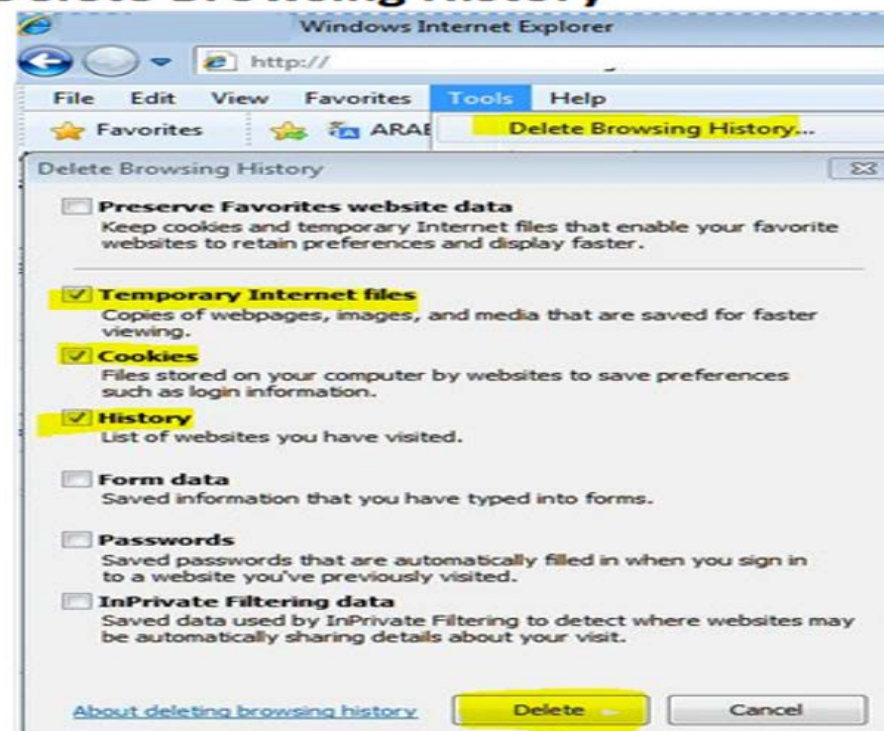 Delete Browsing History
Windows Internet Explorer
http://
File Edit View Favorites Tools Help
Favorites ARAB Delete Browsing History...
Delete Browsing History
Preserve Favorites website data
Keep cookies and temporary Internet files that enable your favorite
websites to retain preferences and display faster.
Temporary Internet files
Copies of webpages, images, and media that are saved for faster
viewing.
Cookies
Files stored on your computer by websites to save preferences
such as login information.
History
List of websites you have visited.
Form data
Saved information that you have typed into forms.
Passwords
Saved passwords that are automatically filled in when you sign in
to a website you've previously visited.
InPrivate Filtering data
Saved data used by InPrivate Filtering to detect where websites may
be automatically sharing details about your visit.
About deleting browsing history Delete Cancel